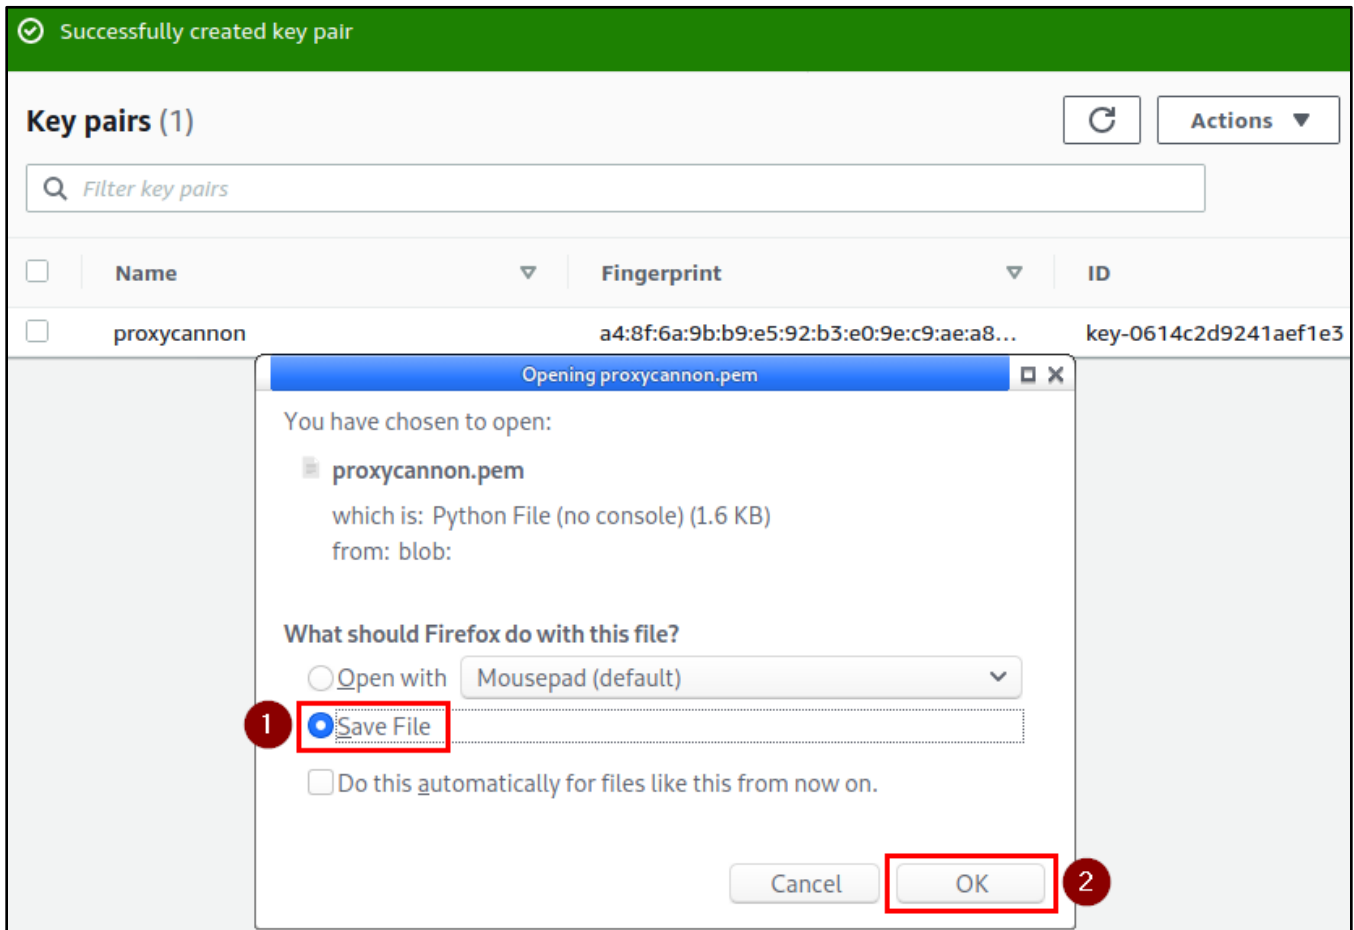 Successfully created key pair
Key pairs (1)
Actions
Filter key pairs
Name Fingerprint ID
proxycannon a4:8f:6a:9b:b9:e5:92:b3:e0:9e:c9:ae:a8... key-0614c2d9241aef1e3
Opening proxycannon.pem
You have chosen to open:
proxycannon.pem
which is: Python File (no console) (1.6 KB)
from: blob:
What should Firefox do with this file?
Open with Mousepad (default)
1 Save File
Do this automatically for files like this from now on.
Cancel OK 2